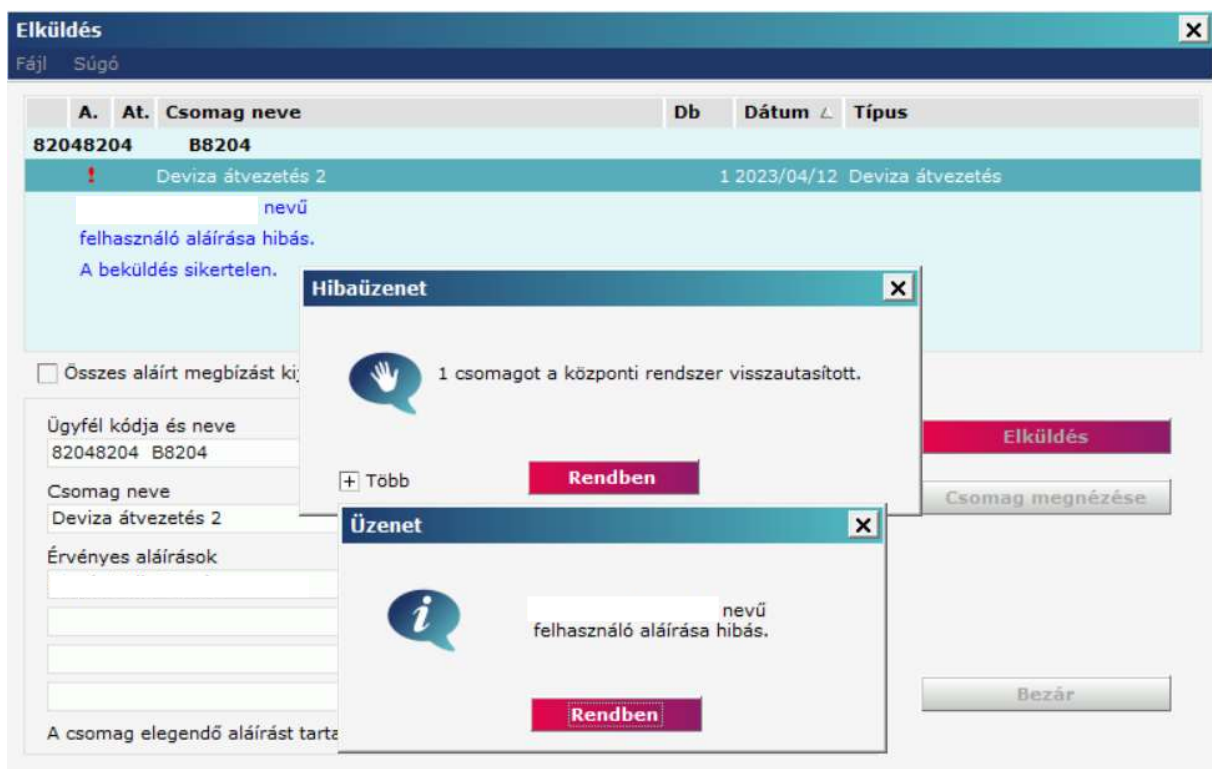 Elküldés
Fájl Súgó
A. At. Csomag neve Db Dátum Típus
82048204 B8204
! Deviza átvezetés 2 1 2023/04/12 Deviza átvezetés
nevű
felhasználó aláírása hibás.
A beküldés sikertelen.
Hibaüzenet
1 csomagot a központi rendszer visszautasított.
+ Több
Rendben
Összes aláírt megbízást kij
Ügyfél kódja és neve
82048204 B8204
Csomag neve
Deviza átvezetés 2
Érvényes aláírások
Elküldés
Csomag megnézése
Üzenet
nevű
felhasználó aláírása hibás.
Rendben
Bezár
A csomag elegendő aláírást tarta